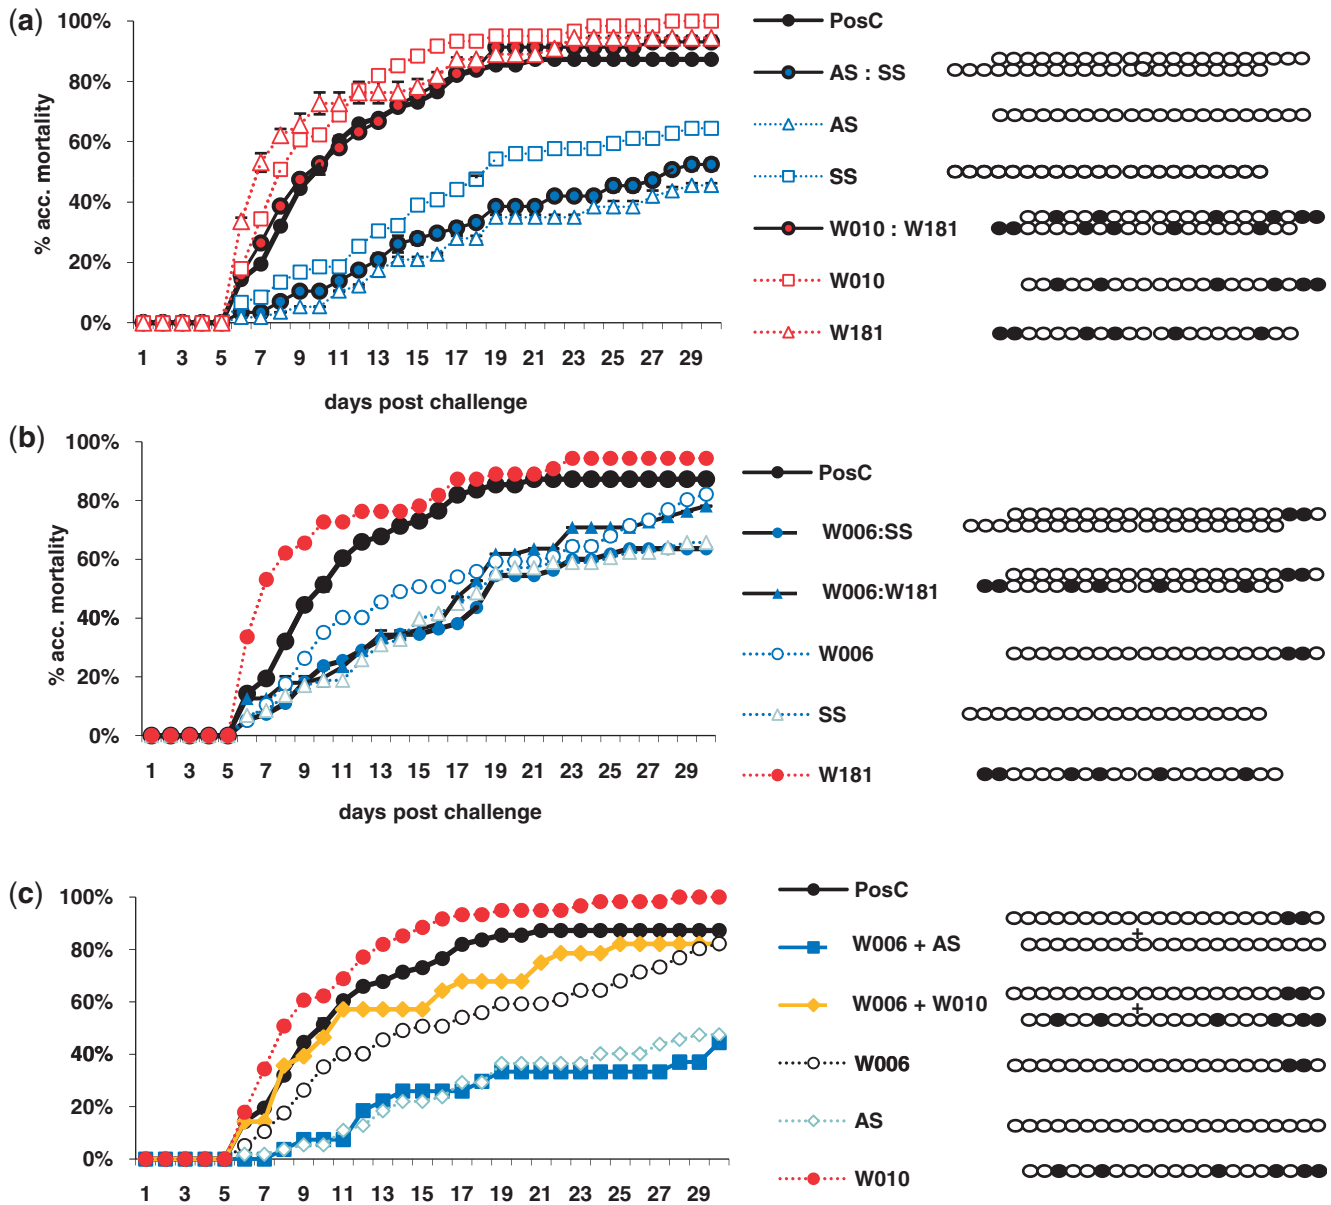 (a)
100%
80%
60%
40%
20%
0%
% acc. mortality
1 3 5 7 9 11 13 15 17 19 21 23 25 27 29
days post challenge
PosC
AS : SS
AS
SS
W010 : W181
W010
W181
(b)
100%
80%
60%
40%
20%
0%
% acc. mortality
1 3 5 7 9 11 13 15 17 19 21 23 25 27 29
days post challenge
PosC
W006:SS
W006:W181
W006
SS
W181
(c)
100%
80%
60%
40%
20%
0%
1 3 5 7 9 11 13 15 17 19 21 23 25 27 29
PosC
W006 + AS
+
W006 + W010
+
W006
AS
W010